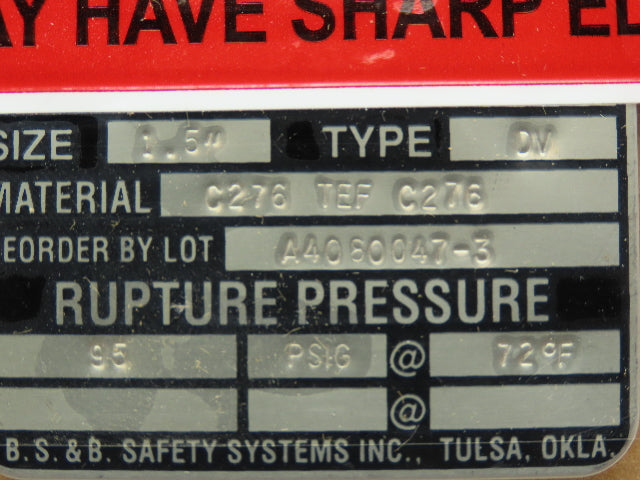 AY HAVE SHARP E
SIZE 1.5" TYPE
MATERIAL C276 TEF C276
EORDER BY LOT A4080047-3
RUPTURE PRESSURE
95 PSIG @ 72°F
@
B.S.&B. SAFETY SYSTEMS INC., TULSA, OKLA.